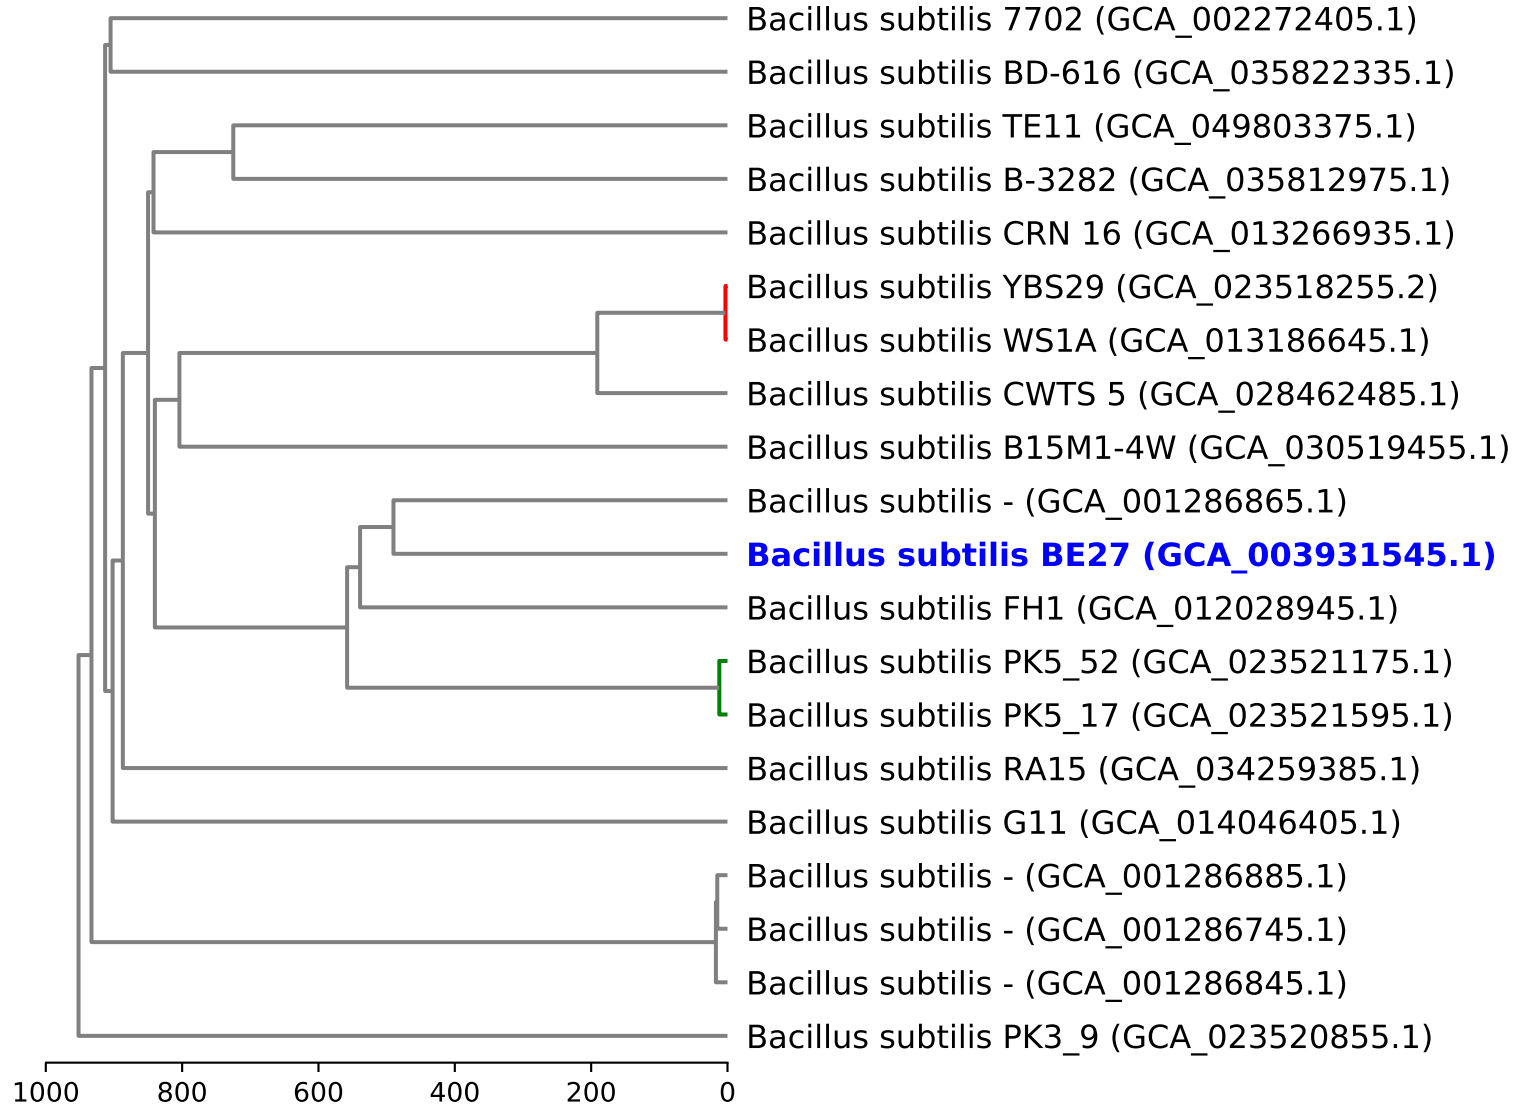 Bacillus subtilis 7702 (GCA_002272405.1)
Bacillus subtilis BD-616 (GCA_035822335.1)
Bacillus subtilis TE11 (GCA_049803375.1)
Bacillus subtilis B-3282 (GCA_035812975.1)
Bacillus subtilis CRN 16 (GCA_013266935.1)
Bacillus subtilis YBS29 (GCA_023518255.2)
Bacillus subtilis WS1A (GCA_013186645.1)
Bacillus subtilis CWTS 5 (GCA_028462485.1)
Bacillus subtilis B15M1-4W (GCA_030519455.1)
Bacillus subtilis - (GCA_001286865.1)
Bacillus subtilis BE27 (GCA_003931545.1)
Bacillus subtilis FH1 (GCA_012028945.1)
Bacillus subtilis PK5_52 (GCA_023521175.1)
Bacillus subtilis PK5_17 (GCA_023521595.1)
Bacillus subtilis RA15 (GCA_034259385.1)
Bacillus subtilis G11 (GCA_014046405.1)
Bacillus subtilis - (GCA_001286885.1)
Bacillus subtilis - (GCA_001286745.1)
Bacillus subtilis - (GCA_001286845.1)
Bacillus subtilis PK3_9 (GCA_023520855.1)
1000 800 600 400 200 0